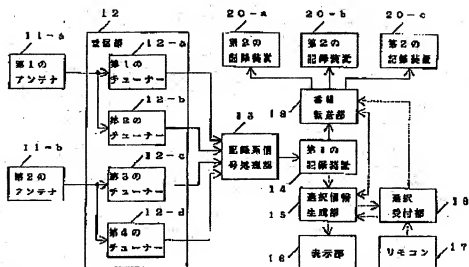 20-a
20-b
20-c
11-a
12
12-a
第2の
記録装置
第2の
記録装置
第2の
記録装置
受信部
第1の
アンテナ
第1の
チューナー
12-b
19
番組
転送部
第2の
チューナー
13
11-b
12-c
記録系信
号処理部
第1の
記録装置
第2の
アンテナ
第3の
チューナー
14
選択情報
生成部
選択
受付部
18
12-d
15
第4の
チューナー
16
表示部
リモコン
17